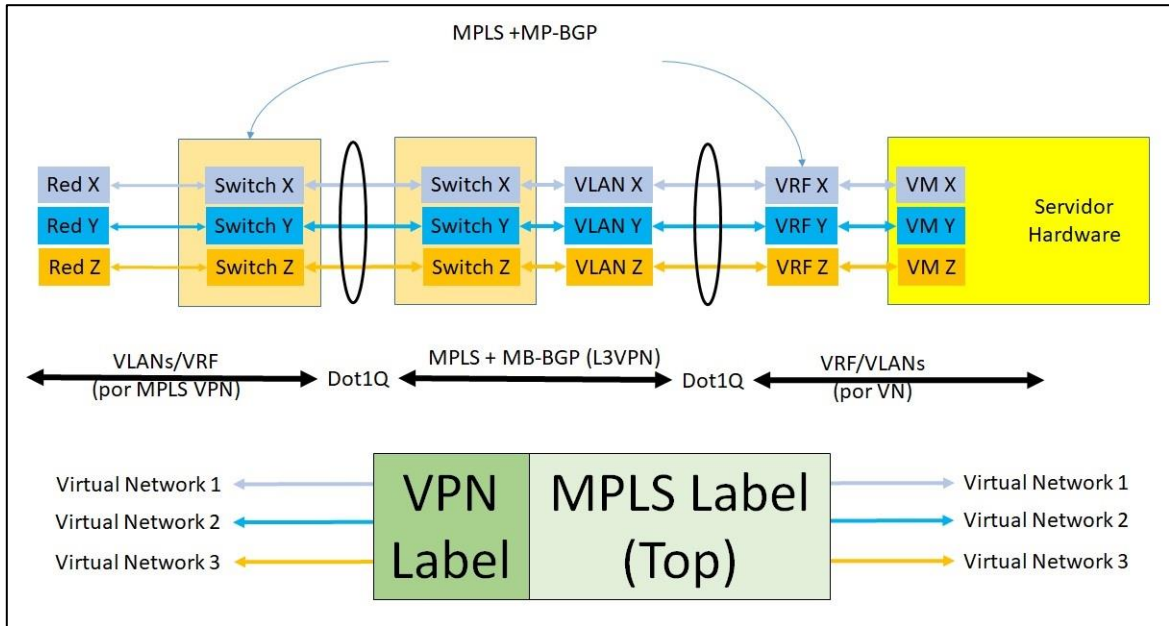 MPLS +MP-BGP
Red X
Switch X
Switch X
VLAN X
VRF X
VM X
Red Y
Switch Y
Switch Y
VLAN Y
VRF Y
VM Y
Servidor
Hardware
Red Z
Switch Z
Switch Z
VLAN Z
VRF Z
VM Z
VLANs/VRF
(por MPLS VPN)
Dot1Q
MPLS + MB-BGP (L3VPN)
Dot1Q
VRF/VLANs
(por VN)
Virtual Network 1
Virtual Network 2
Virtual Network 3
VPN
Label
MPLS Label
(Top)
Virtual Network 1
Virtual Network 2
Virtual Network 3